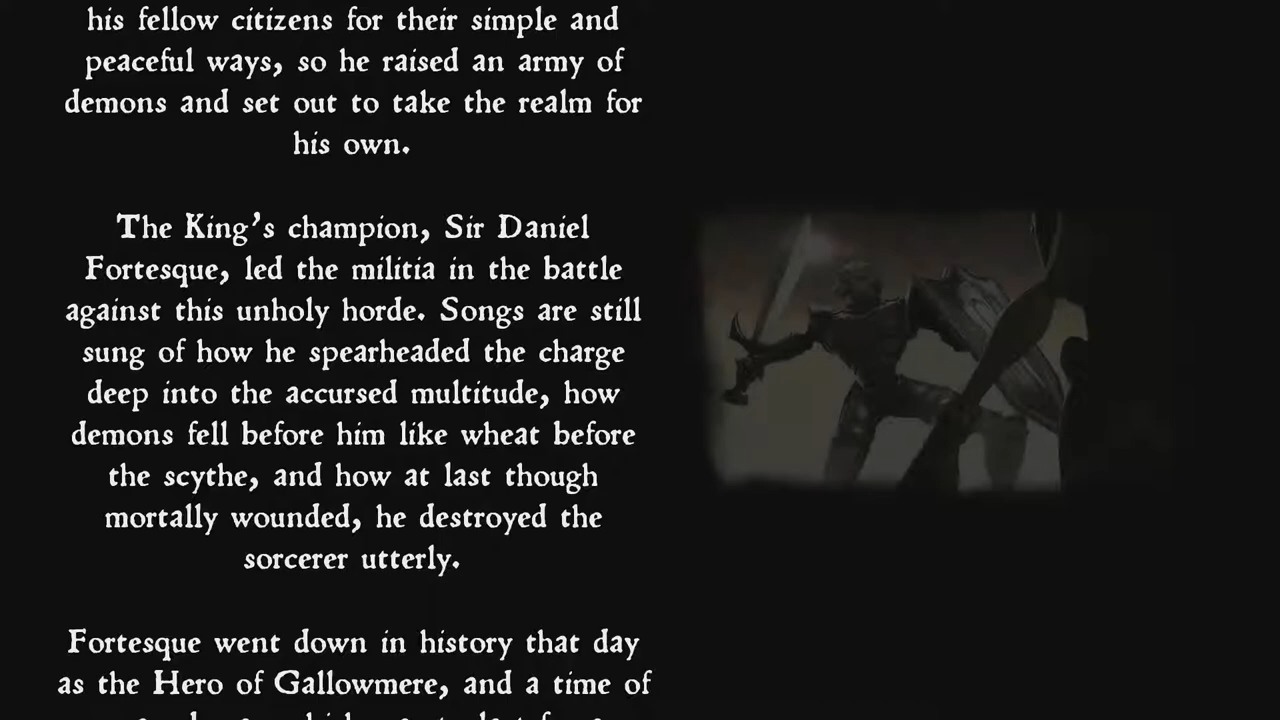 his fellow citizens for their simple and
peaceful ways, so he raised an army of
demons and set out to take the realm for
his own.
The King's champion, Sir Daniel
Fortesque, led the militia in the battle
against this unholy horde. Songs are still
sung of how he spearheaded the charge
deep into the accursed multitude, how
demons fell before him like wheat before
the scythe, and how at last though
mortally wounded, he destroyed the
sorcerer utterly.
Fortesque went down in history that day
as the Hero of Gallowmere, and a time of